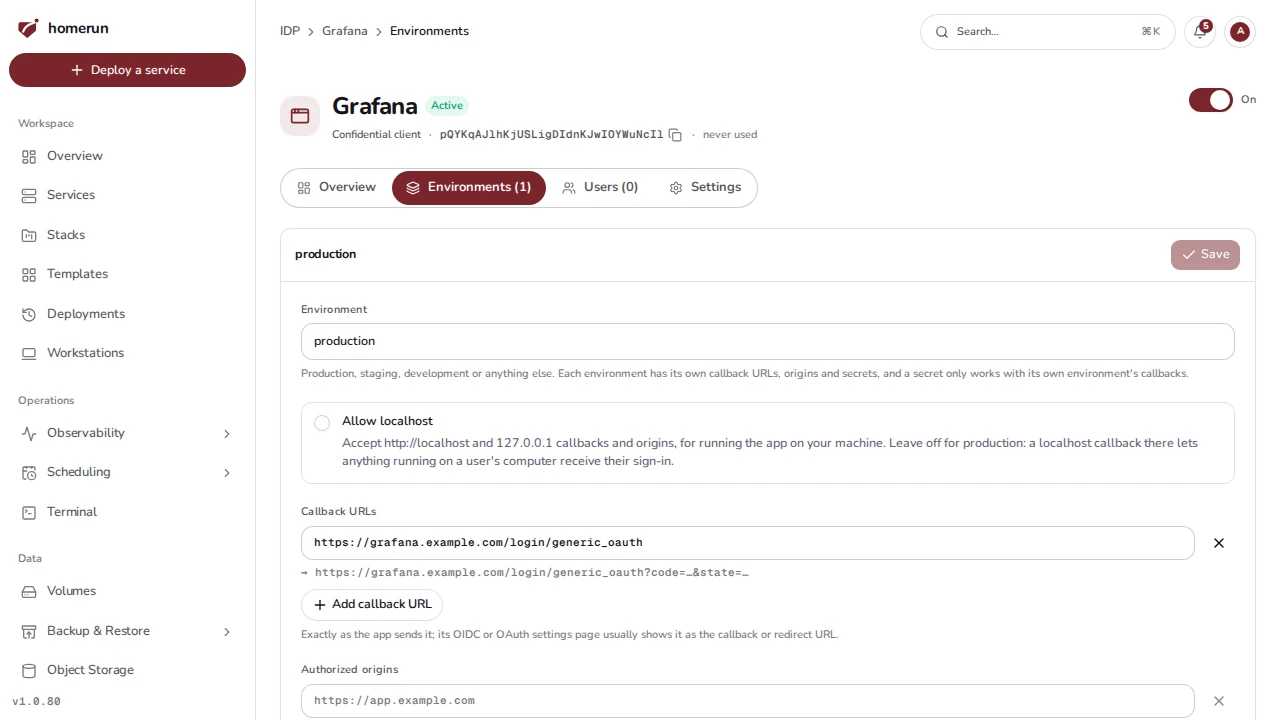 homerun
IDP > Grafana > Environments
Search...
⌘K
5
A
Deploy a service
Workspace
Overview
Services
Stacks
Templates
Deployments
Workstations
Operations
Observability
Scheduling
Terminal
Data
Volumes
Backup & Restore
Object Storage
v1.0.80
Grafana
Active
On
Confidential client · pQYKqAJlhKjUSLigDIdnKJwIOYWuNcIl · never used
Overview
Environments (1)
Users (0)
Settings
production
Save
Environment
production
Production, staging, development or anything else. Each environment has its own callback URLs, origins and secrets, and a secret only works with its own environment's callbacks.
Allow localhost
Accept http://localhost and 127.0.0.1 callbacks and origins, for running the app on your machine. Leave off for production: a localhost callback there lets
anything running on a user's computer receive their sign-in.
Callback URLs
https://grafana.example.com/login/generic_oauth
→ https://grafana.example.com/login/generic_oauth?code=…&state=…
Add callback URL
Exactly as the app sends it; its OIDC or OAuth settings page usually shows it as the callback or redirect URL.
Authorized origins
https://app.example.com